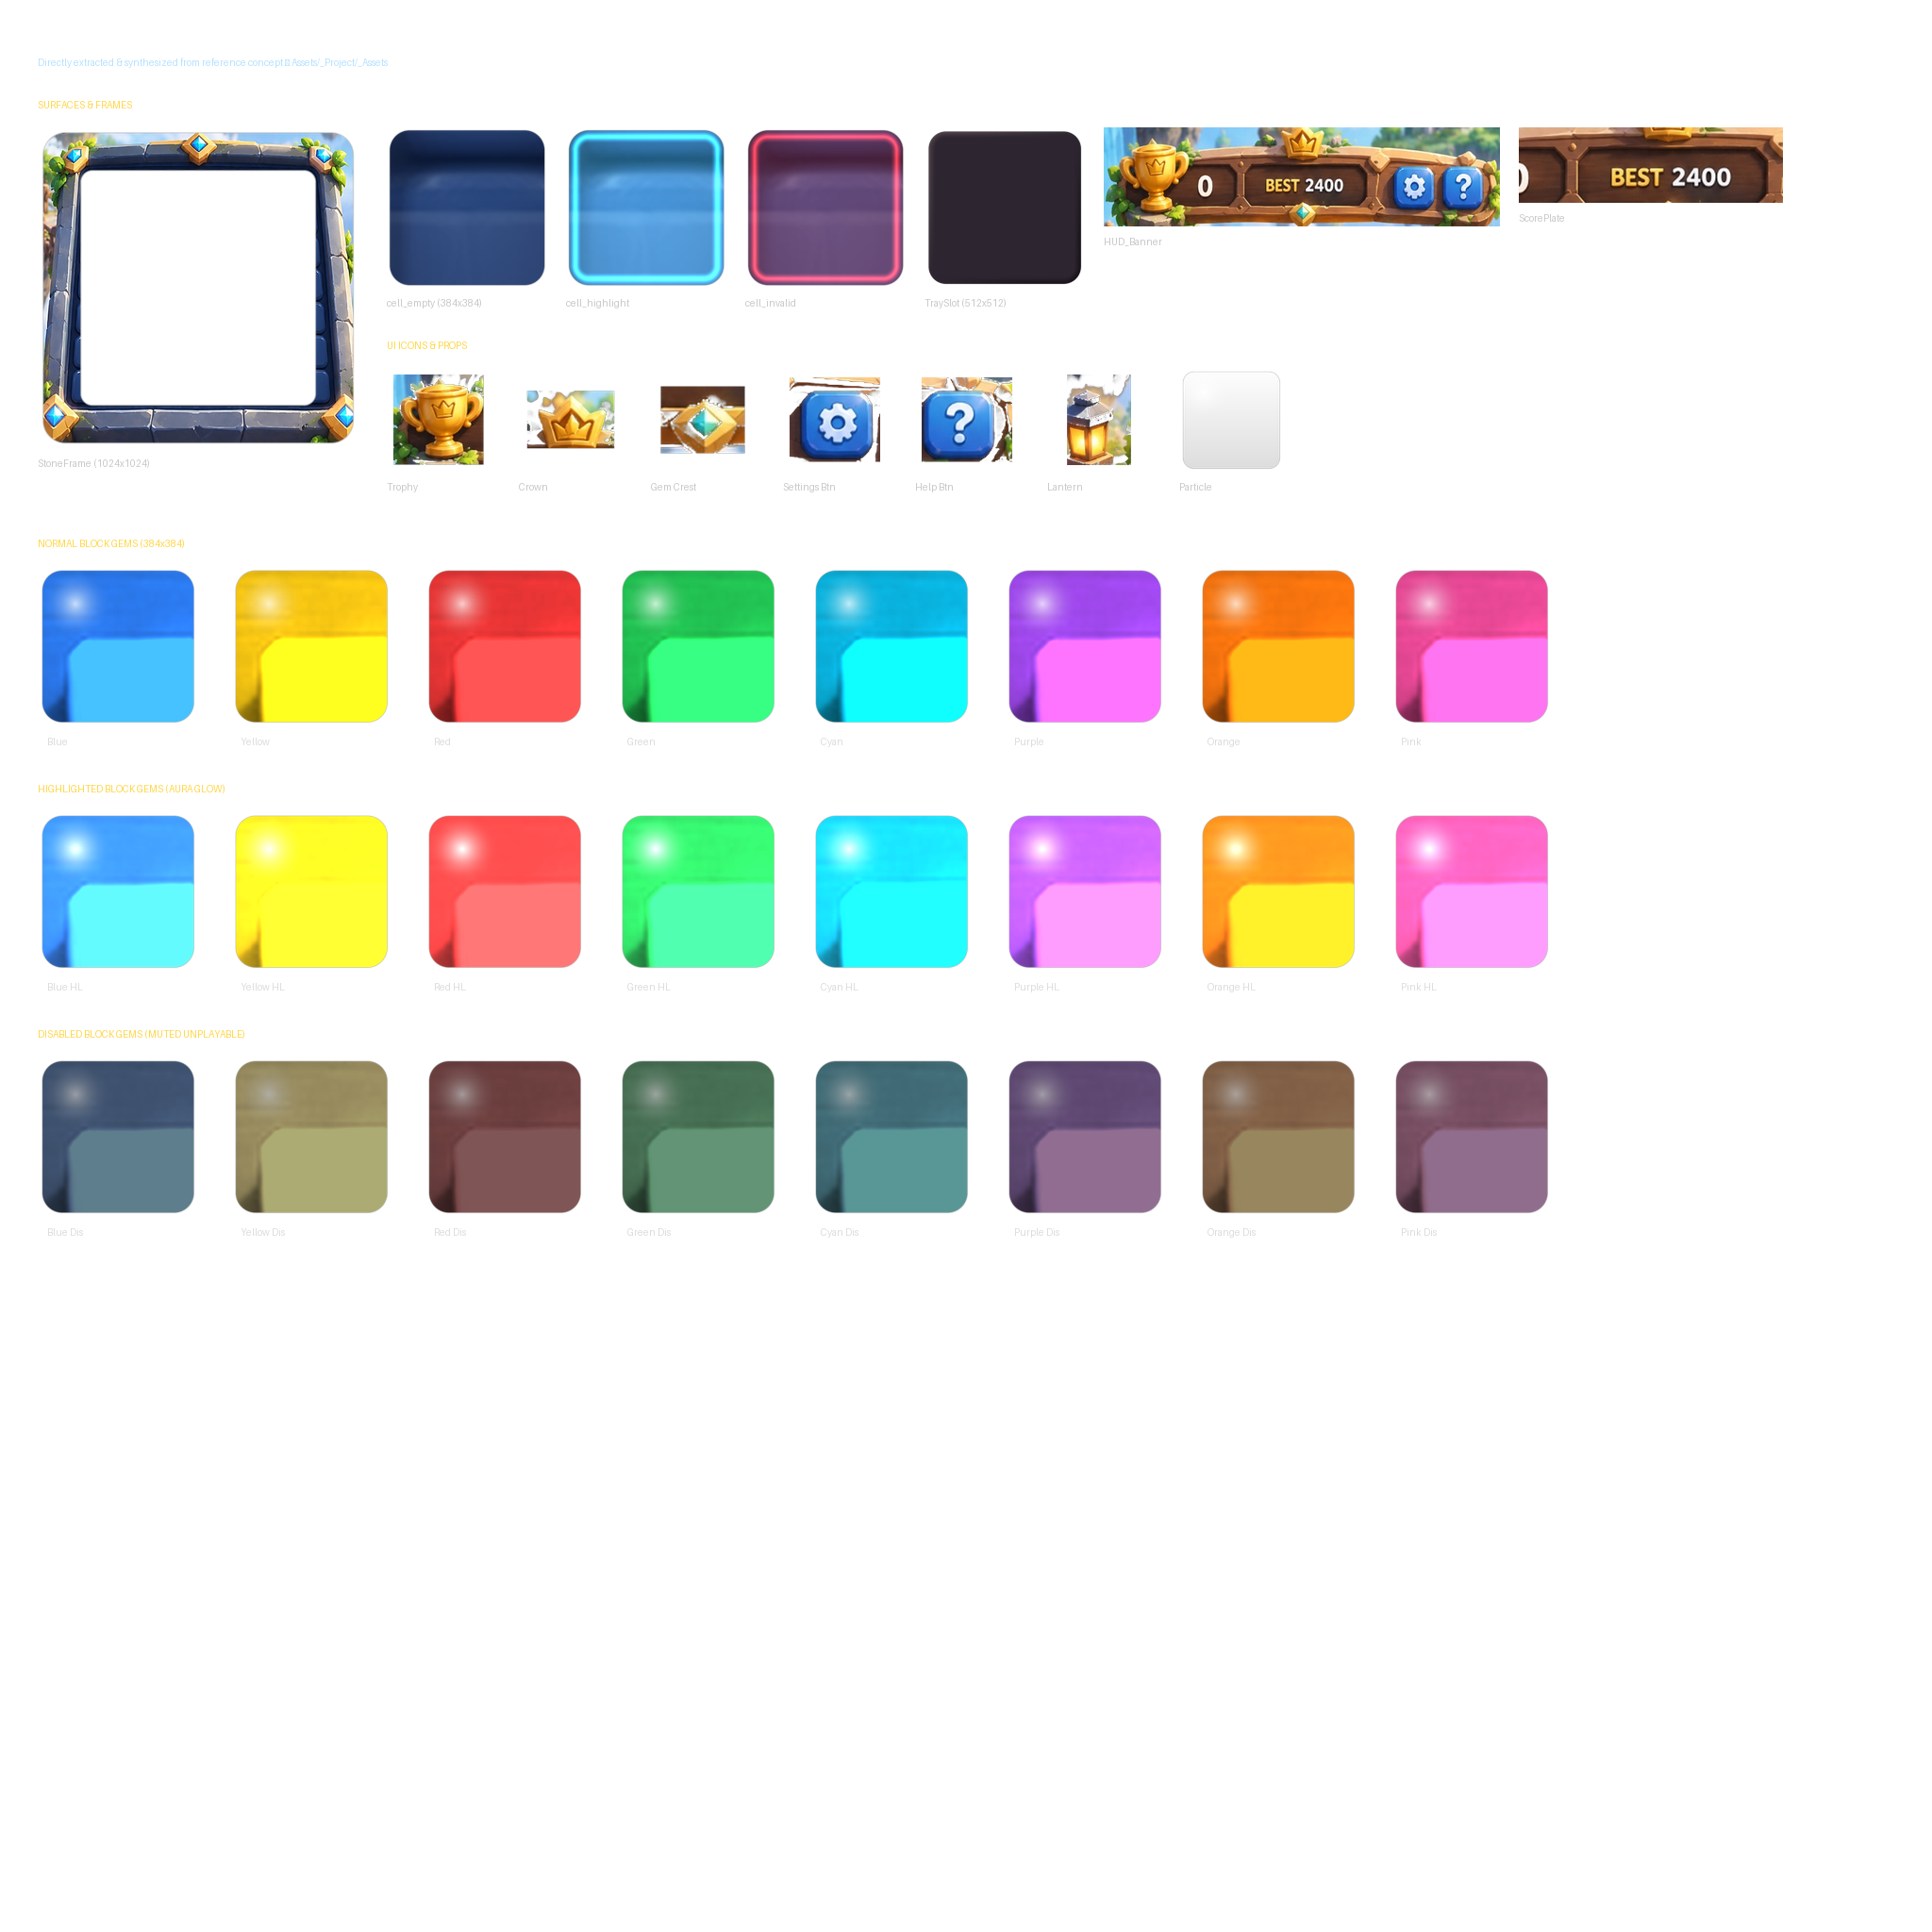 Directly extracted & synthesized from reference concept Assets/_Project/_Assets
SURFACES & FRAMES
0
BEST 2400
0
BEST 2400
ScorePlate
HUD_Banner
cell_empty (384x384)
cell_highlight
cell_invalid
TraySlot (512x512)
UI ICONS & PROPS
?
?
StoneFrame (1024x1024)
Trophy
Crown
Gem Crest
Settings Btn
Help Btn
Lantern
Particle
NORMAL BLOCK GEMS (384x384)
Blue
Yellow
Red
Green
Cyan
Purple
Orange
Pink
HIGHLIGHTED BLOCK GEMS (AURA GLOW)
Blue HL
Yellow HL
Red HL
Green HL
Cyan HL
Purple HL
Orange HL
Pink HL
DISABLED BLOCK GEMS (MUTED UNPLAYABLE)
Blue Dis
Yellow Dis
Red Dis
Green Dis
Cyan Dis
Purple Dis
Orange Dis
Pink Dis